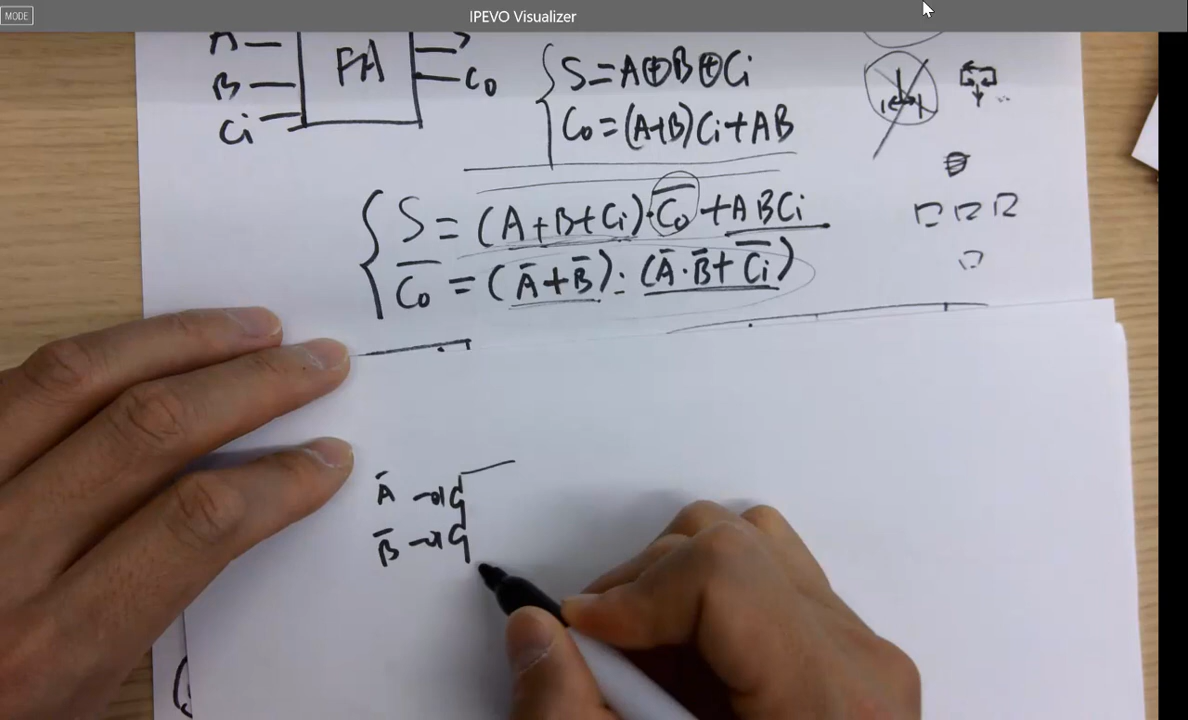 MODE
IPEVO Visualizer
A
B
Ci
FA
S
Co
S=A⊕B⊕Ci
Co=(A+B)Ci+AB
S=(A+B+Ci)·C̅o̅+ABCi
C̅o̅=(A̅+B̅)·(A̅·B̅+C̅i̅)
A̅
B̅